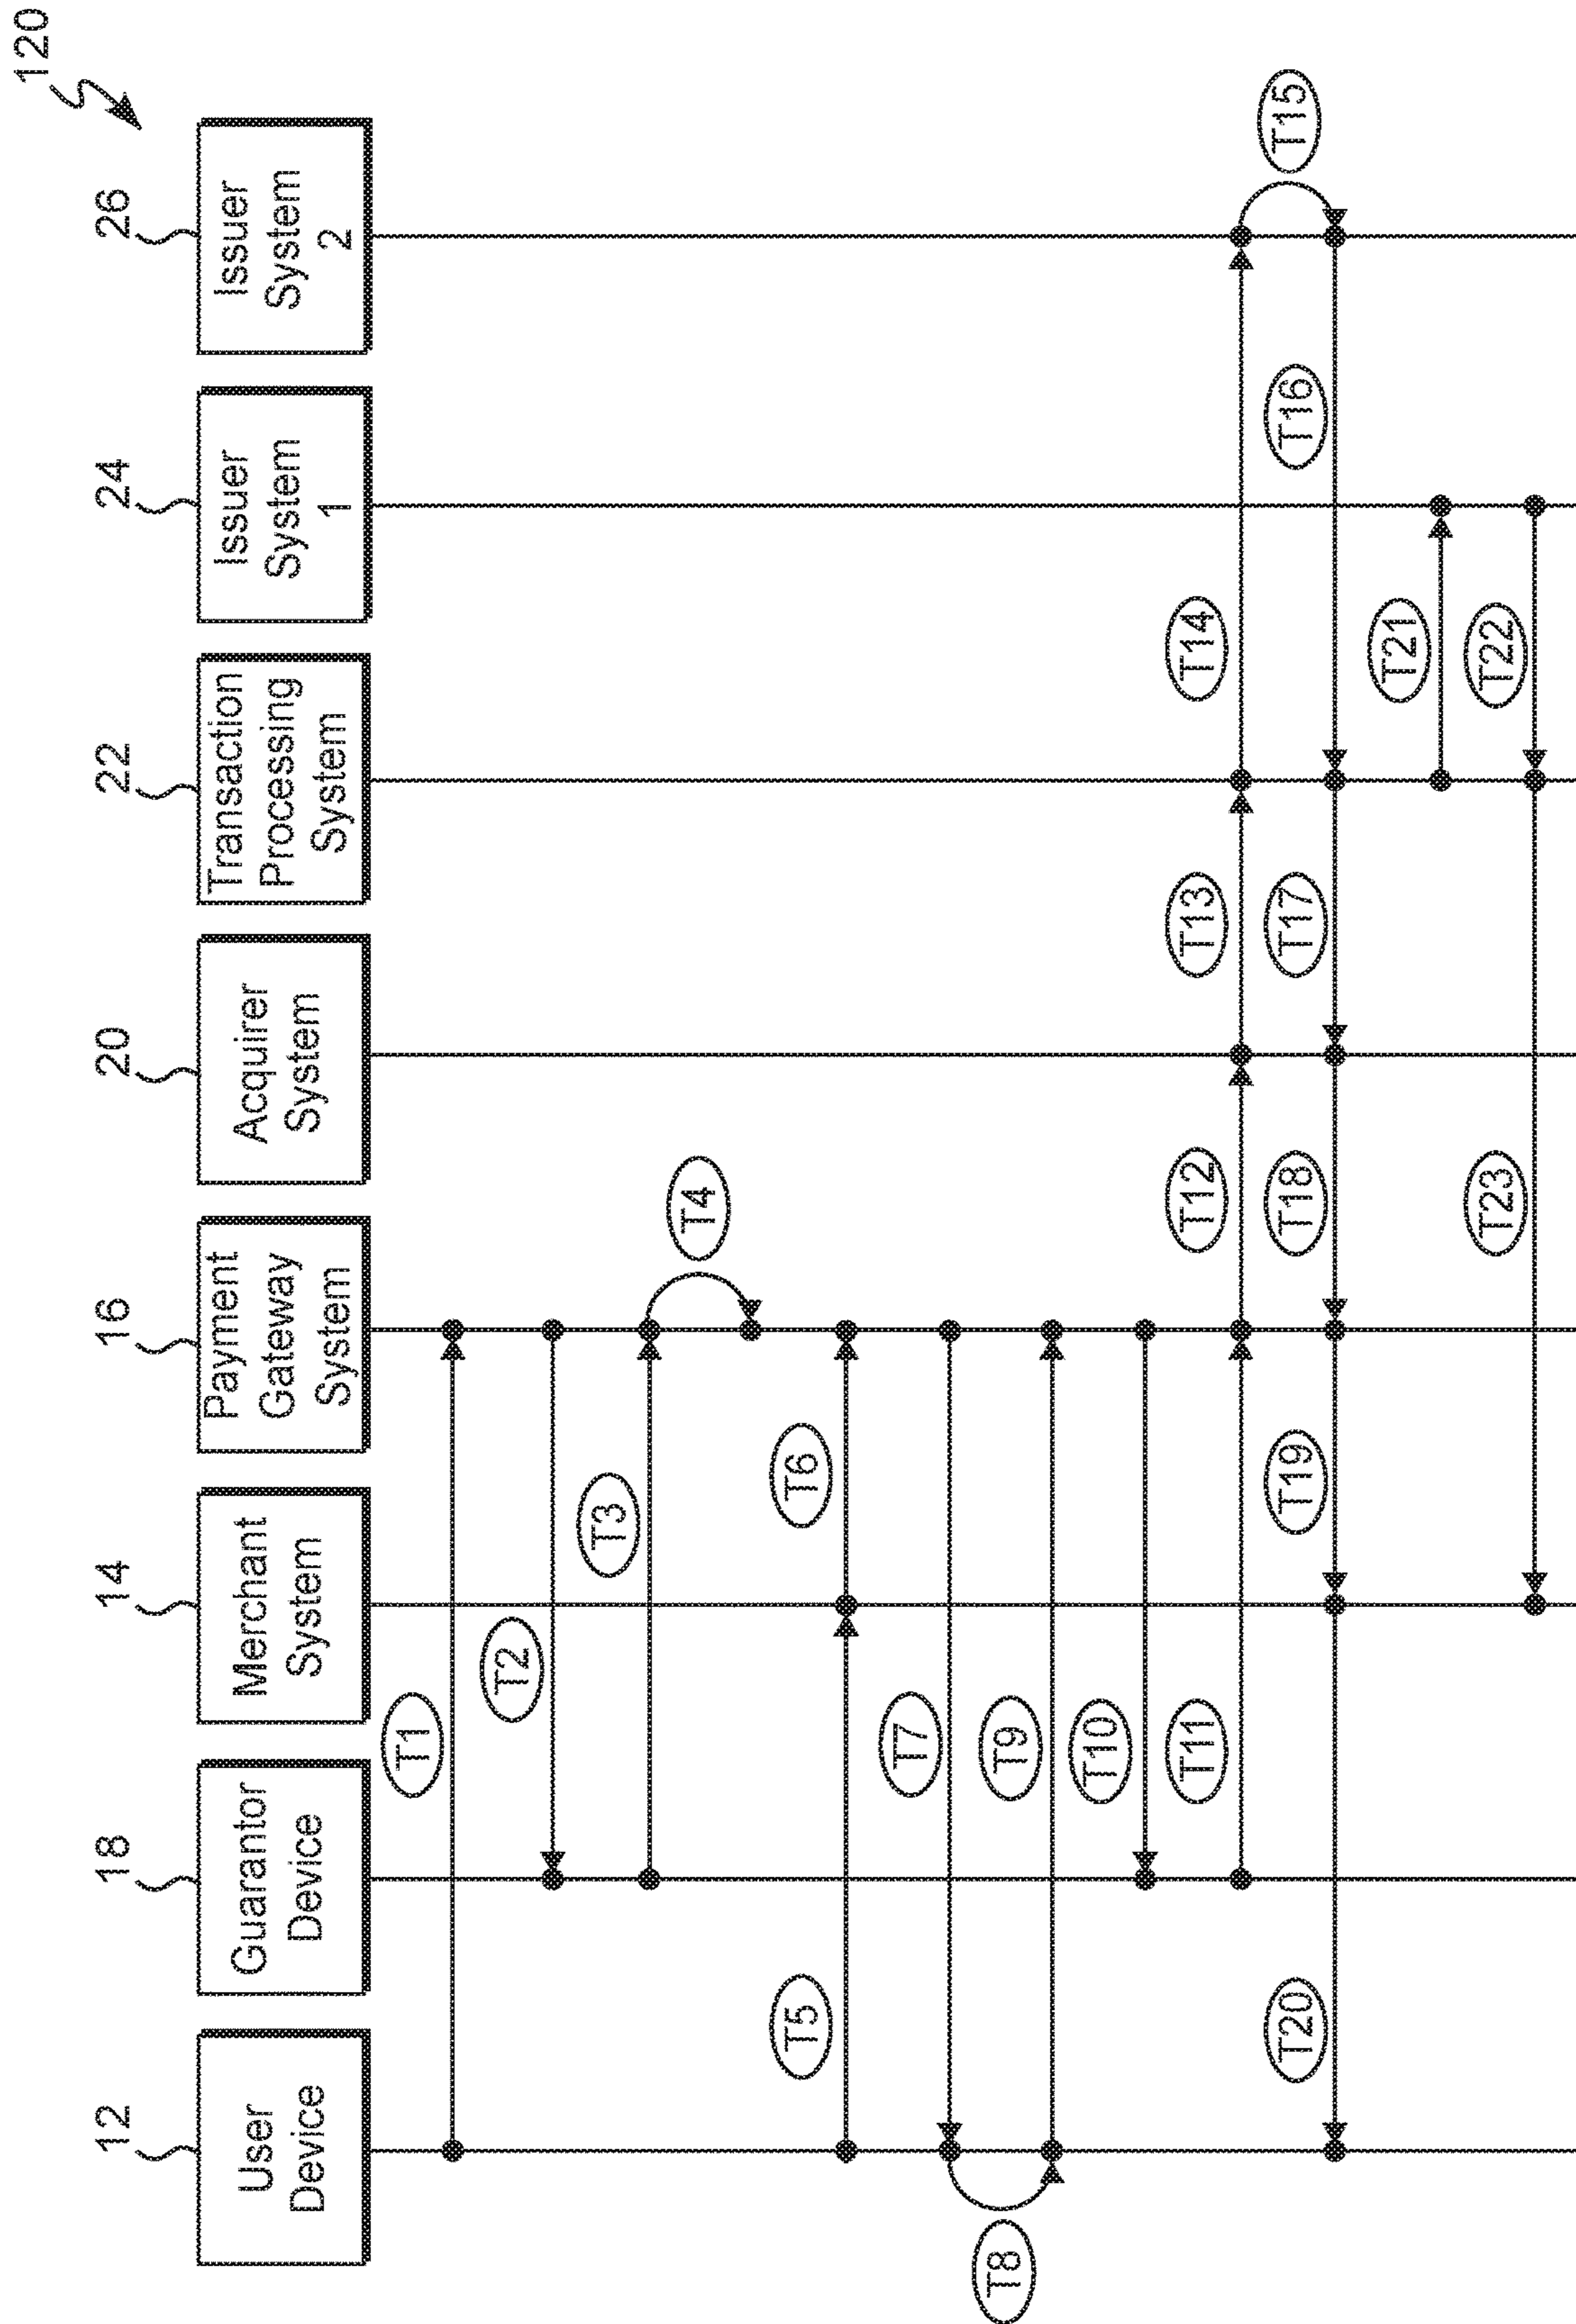 120
12
18
14
16
20
22
24
26
User
Device
Guarantor
Device
Merchant
System
Payment
Gateway
System
Acquirer
System
Transaction
Processing
System
Issuer
System
1
Issuer
System
2
T1
T2
T3
T4
T5
T6
T7
T8
T9
T10
T11
T12
T13
T14
T15
T16
T17
T18
T19
T20
T21
T22
T23